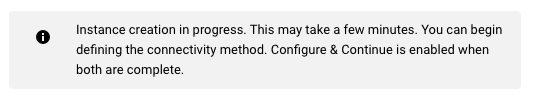 Instance creation in progress. This may take a few minutes. You can begin
defining the connectivity method. Configure & Continue is enabled when
both are complete.